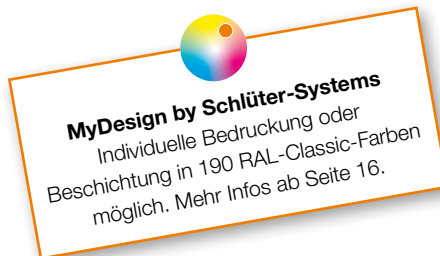 MyDesign by Schlüter-Systems
Individuelle Bedruckung oder
Beschichtung in 190 RAL-Classic-Farben
möglich. Mehr Infos ab Seite 16.